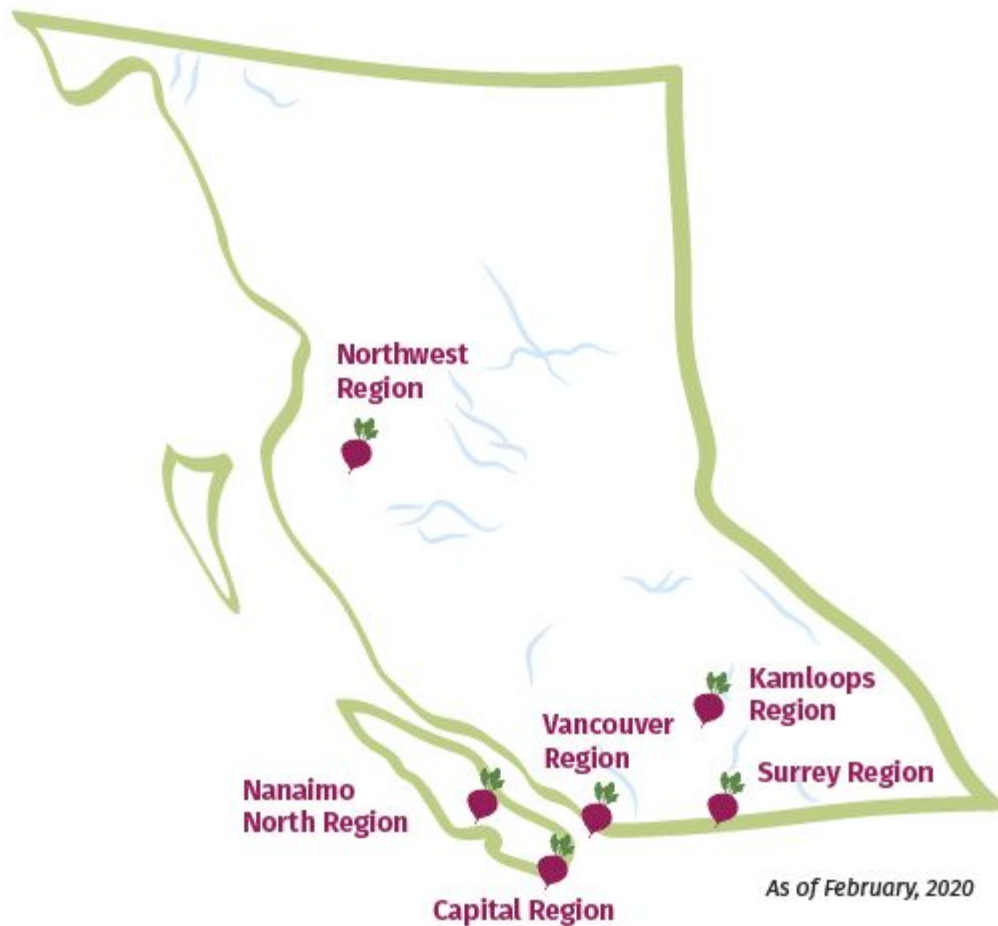 Northwest
Region
Kamloops
Region
Vancouver
Region
Surrey Region
Nanaimo
North Region
Capital Region
As of February, 2020